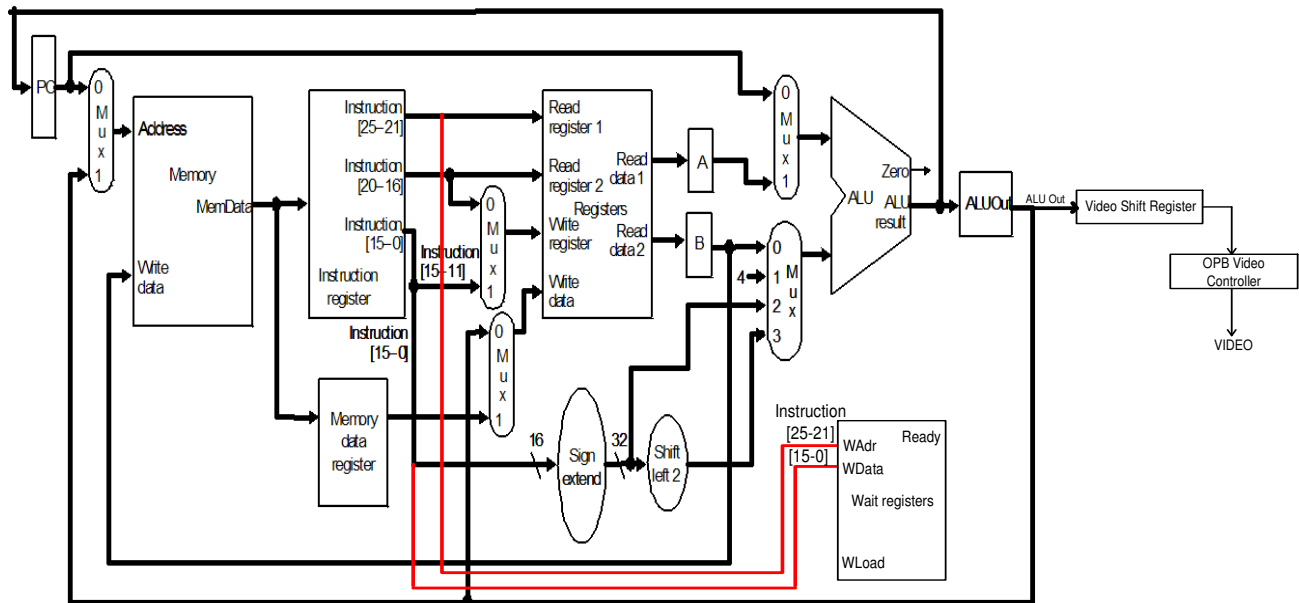 PC
0
M
u
x
1
Address
Memory
MemData
Write
data
Instruction
[25–21]
Instruction
[20–16]
Instruction
[15–0]
Instruction
register
Instruction
[15–11]
Instruction
[15–0]
Memory
data
register
0
M
u
x
1
0
M
u
x
1
Read
register 1
Read
register 2
Registers
Write
register
Write
data
Read
data 1
Read
data 2
A
B
16
Sign
extend
32
Shift
left 2
0
M
u
x
1
4
0
1
2
3
M
u
x
Zero
ALU
ALU
result
ALUOut
ALU Out
Video Shift Register
OPB Video
Controller
VIDEO
Instruction
[25-21]
[15-0]
WAdr
Ready
WData
Wait registers
WLoad